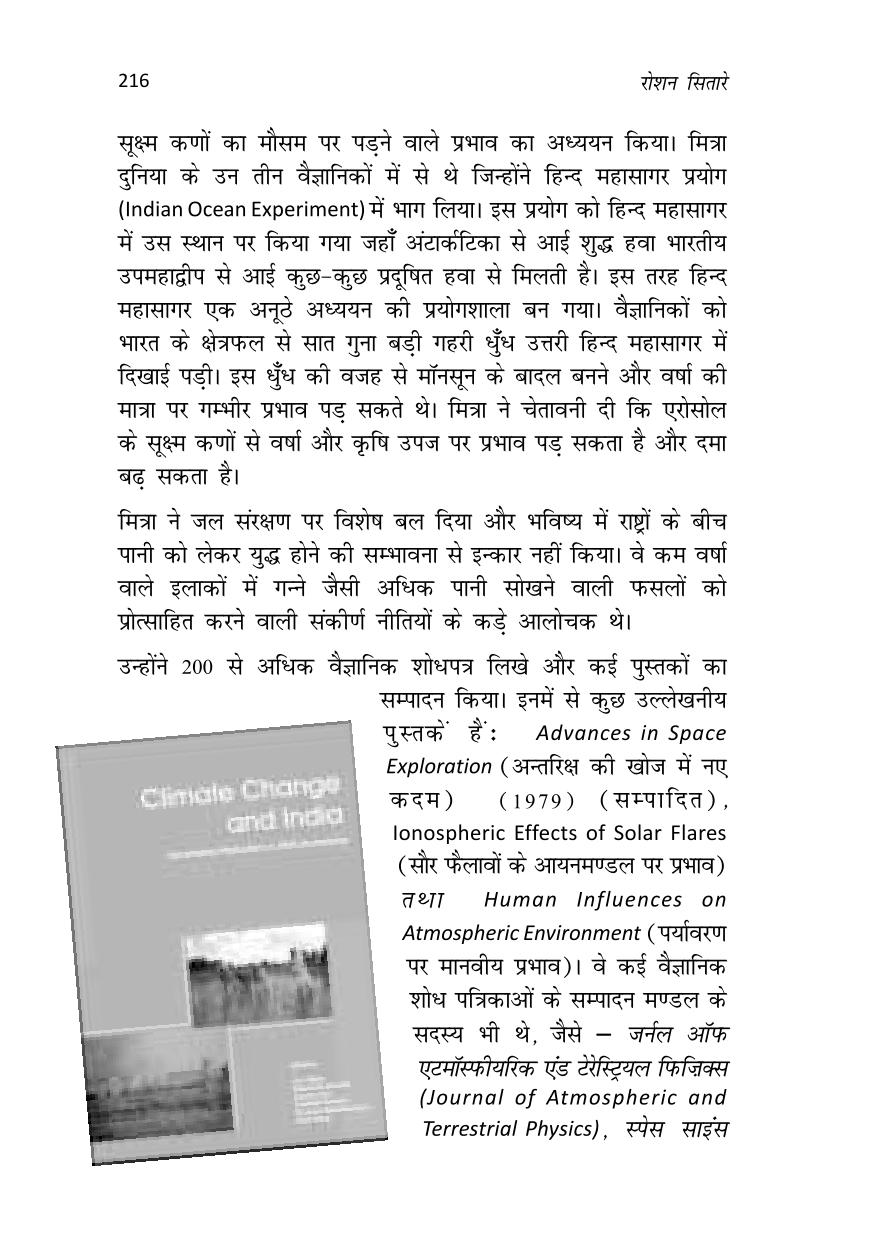 216 रोशन सितारे
सूक्ष्म कणों का मौसम पर पड़ने वाले प्रभाव का अध्ययन किया। मित्रा
दुनिया के उन तीन वैज्ञानिकों में से थे जिन्होंने हिन्द महासागर प्रयोग
(Indian Ocean Experiment) में भाग लिया। इस प्रयोग को हिन्द महासागर
में उस स्थान पर किया गया जहाँ अंटार्कटिका से आई शुद्ध हवा भारतीय
उपमहाद्वीप से आई कुछ-कुछ प्रदूषित हवा से मिलती है। इस तरह हिन्द
महासागर एक अनूठे अध्ययन की प्रयोगशाला बन गया। वैज्ञानिकों को
भारत के क्षेत्रफल से सात गुना बड़ी गहरी धुँध उत्तरी हिन्द महासागर में
दिखाई पड़ी। इस धुँध की वजह से मॉनसून के बादल बनने और वर्षा की
मात्रा पर गम्भीर प्रभाव पड़ सकते थे। मित्रा ने चेतावनी दी कि एरोसोल
के सूक्ष्म कणों से वर्षा और कृषि उपज पर प्रभाव पड़ सकता है और दमा
बढ़ सकता है।
मित्रा ने जल संरक्षण पर विशेष बल दिया और भविष्य में राष्ट्रों के बीच
पानी को लेकर युद्ध होने की सम्भावना से इन्कार नहीं किया। वे कम वर्षा
वाले इलाकों में गन्ने जैसी अधिक पानी सोखने वाली फसलों को
प्रोत्साहित करने वाली संकीर्ण नीतियों के कड़े आलोचक थे।
उन्होंने 200 से अधिक वैज्ञानिक शोधपत्र लिखे और कई पुस्तकों का
सम्पादन किया। इनमें से कुछ उल्लेखनीय
पुस्तकें हैं: Advances in Space
Exploration (अन्तरिक्ष की खोज में नए
कदम) (1979) (सम्पादित),
Ionospheric Effects of Solar Flares
(सौर फैलावों के आयनमण्डल पर प्रभाव)
तथा Human Influences on
Atmospheric Environment (पर्यावरण
पर मानवीय प्रभाव)। वे कई वैज्ञानिक
शोध पत्रिकाओं के सम्पादन मण्डल के
सदस्य भी थे, जैसे – जर्नल ऑफ
एटमॉस्फीयरिक एंड टेरेस्ट्रियल फिजिक्स
(Journal of Atmospheric and
Terrestrial Physics), स्पेस साइंस
Climate Change
and India